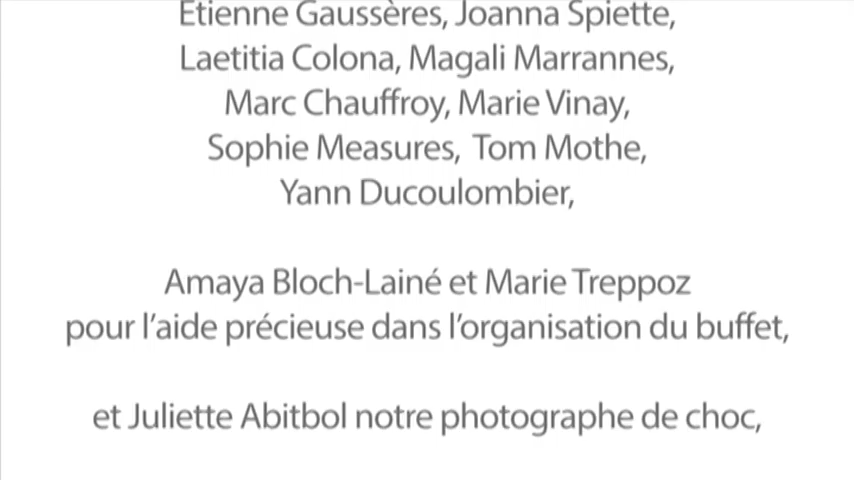 Etienne Gaussères, Joanna Spiette,
Laetitia Colona, Magali Marrannes,
Marc Chauffroy, Marie Vinay,
Sophie Measures, Tom Mothe,
Yann Ducoulombier,
Amaya Bloch-Lainé et Marie Treppoz
pour l’aide précieuse dans l’organisation du buffet,
et Juliette Abitbol notre photographe de choc,